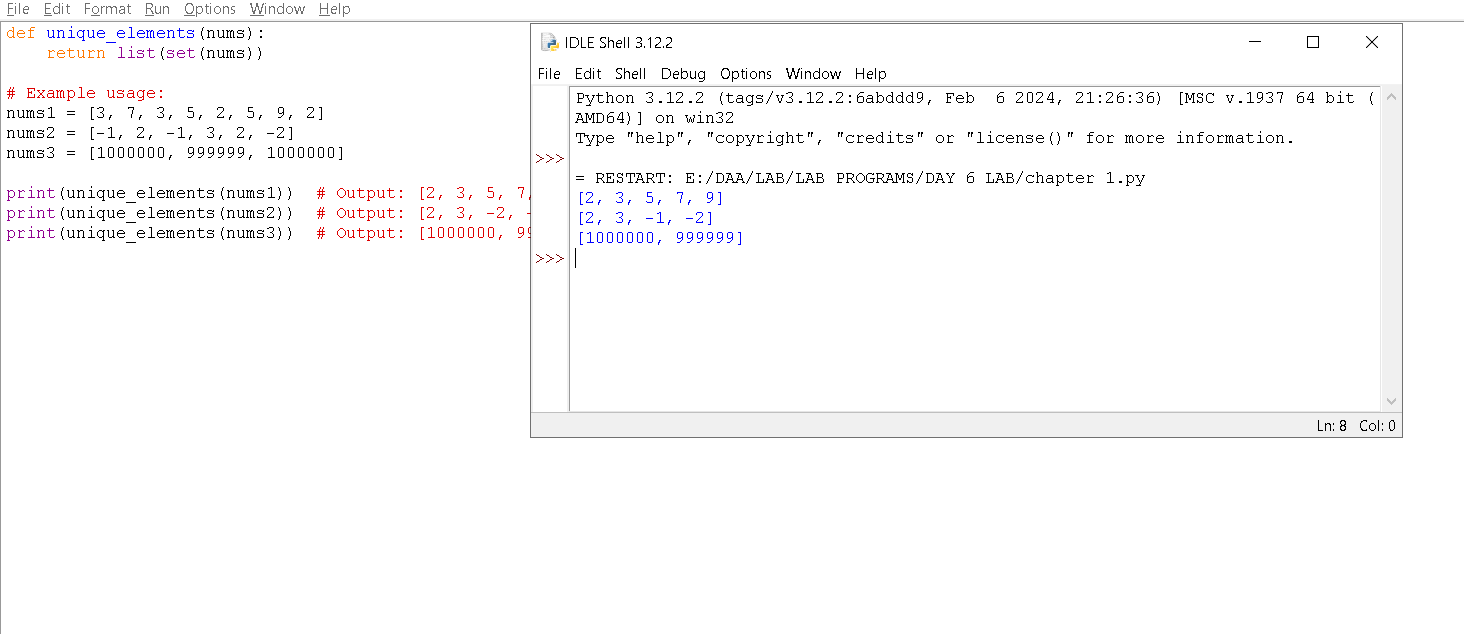 File Edit Format Run Options Window Help
def unique_elements(nums):
    return list(set(nums))
# Example usage:
nums1 = [3, 7, 3, 5, 2, 5, 9, 2]
nums2 = [-1, 2, -1, 3, 2, -2]
nums3 = [1000000, 999999, 1000000]
print(unique_elements(nums1))  # Output: [2, 3, 5, 7,
print(unique_elements(nums2))  # Output: [2, 3, -2, -
print(unique_elements(nums3))  # Output: [1000000, 99
IDLE Shell 3.12.2
File Edit Shell Debug Options Window Help
Python 3.12.2 (tags/v3.12.2:6abddd9, Feb  6 2024, 21:26:36) [MSC v.1937 64 bit (
AMD64)] on win32
Type "help", "copyright", "credits" or "license()" for more information.
>>>
= RESTART: E:/DAA/LAB/LAB PROGRAMS/DAY 6 LAB/chapter 1.py
[2, 3, 5, 7, 9]
[2, 3, -1, -2]
[1000000, 999999]
>>>
Ln: 8 Col: 0